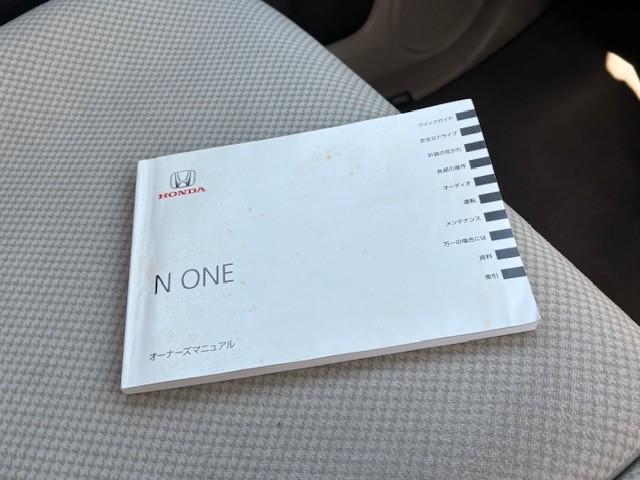 HONDA
N ONE
オーナーズマニュアル
クイックガイド
安全なドライブ
計器の見かた
各部の操作
オーディオ
運転
メンテナンス
万一の場合には
資料
索引